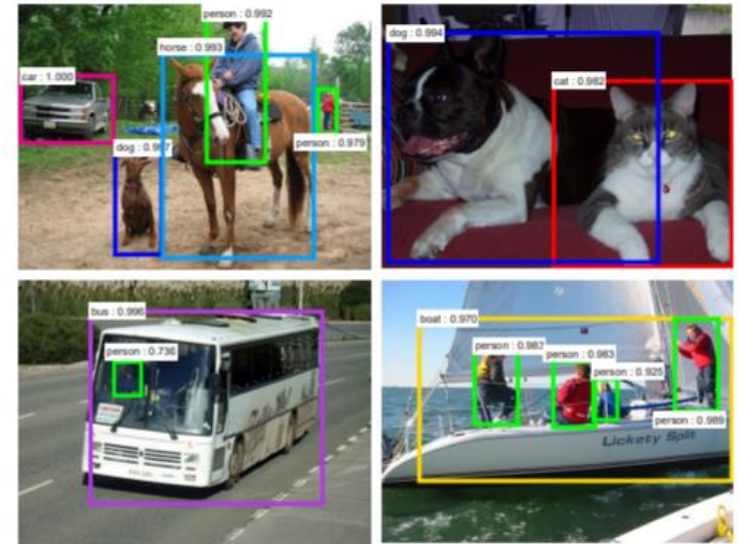 person : 0.992
horse : 0.993
car : 1.000
dog : 0.997
person : 0.979
dog : 0.994
cat : 0.982
bus : 0.996
person : 0.736
boat : 0.970
person : 0.982
person : 0.983
person : 0.925
person : 0.989
Lickety Split